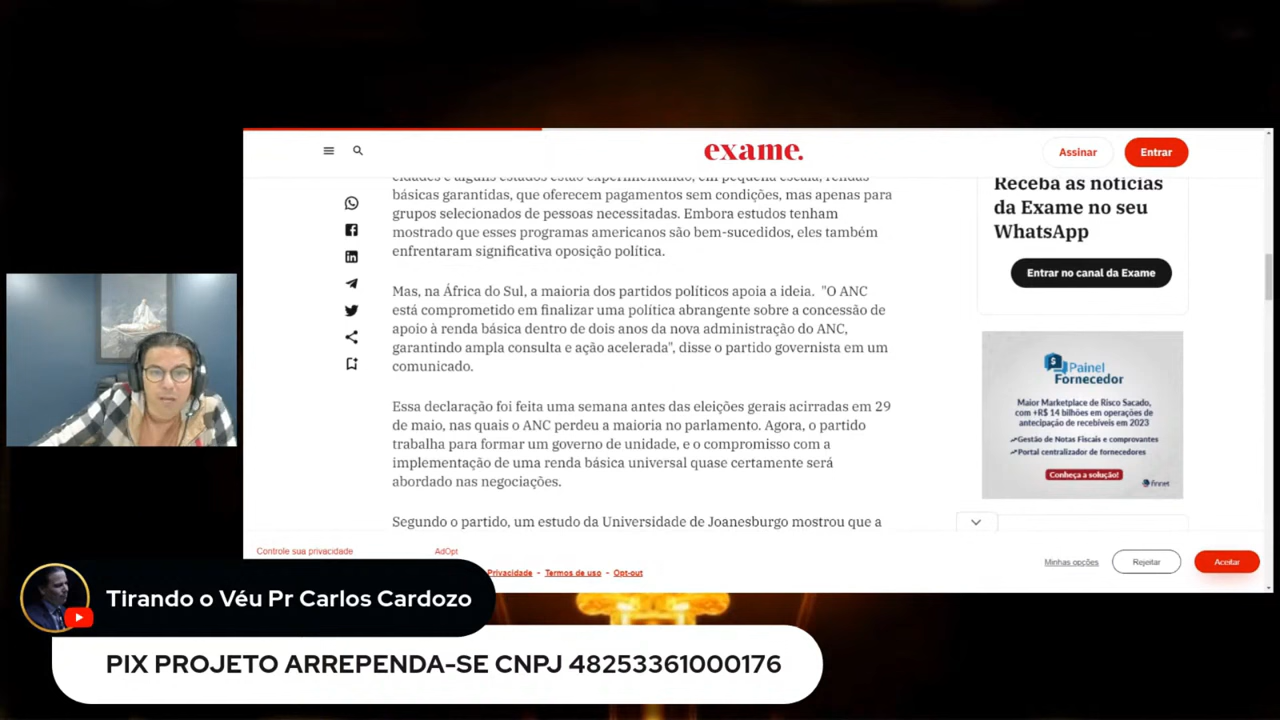 exame.
Assinar
Entrar
cidades e alguns estados estão experimentando, em pequena escala, rendas
básicas garantidas, que oferecem pagamentos sem condições, mas apenas para
grupos selecionados de pessoas necessitadas. Embora estudos tenham
mostrado que esses programas americanos são bem-sucedidos, eles também
enfrentaram significativa oposição política.
Mas, na África do Sul, a maioria dos partidos políticos apoia a ideia. "O ANC
está comprometido em finalizar uma política abrangente sobre a concessão de
apoio à renda básica dentro de dois anos da nova administração do ANC,
garantindo ampla consulta e ação acelerada", disse o partido governista em um
comunicado.
Essa declaração foi feita uma semana antes das eleições gerais acirradas em 29
de maio, nas quais o ANC perdeu a maioria no parlamento. Agora, o partido
trabalha para formar um governo de unidade, e o compromisso com a
implementação de uma renda básica universal quase certamente será
abordado nas negociações.
Segundo o partido, um estudo da Universidade de Joanesburgo mostrou que a
Receba as notícias
da Exame no seu
WhatsApp
Entrar no canal da Exame
Painel
Fornecedor
Maior Marketplace de Risco Sacado,
com +R$ 14 bilhões em operações de
antecipação de recebíveis em 2023
Gestão de Notas Fiscais e comprovantes
Portal centralizador de fornecedores
Conheça a solução!
finnet
Controle sua privacidade
AdOpt
Privacidade - Termos de uso - Opt-out
Minhas opções
Rejeitar
Aceitar
Tirando o Véu Pr Carlos Cardozo
PIX PROJETO ARREPENDA-SE CNPJ 48253361000176